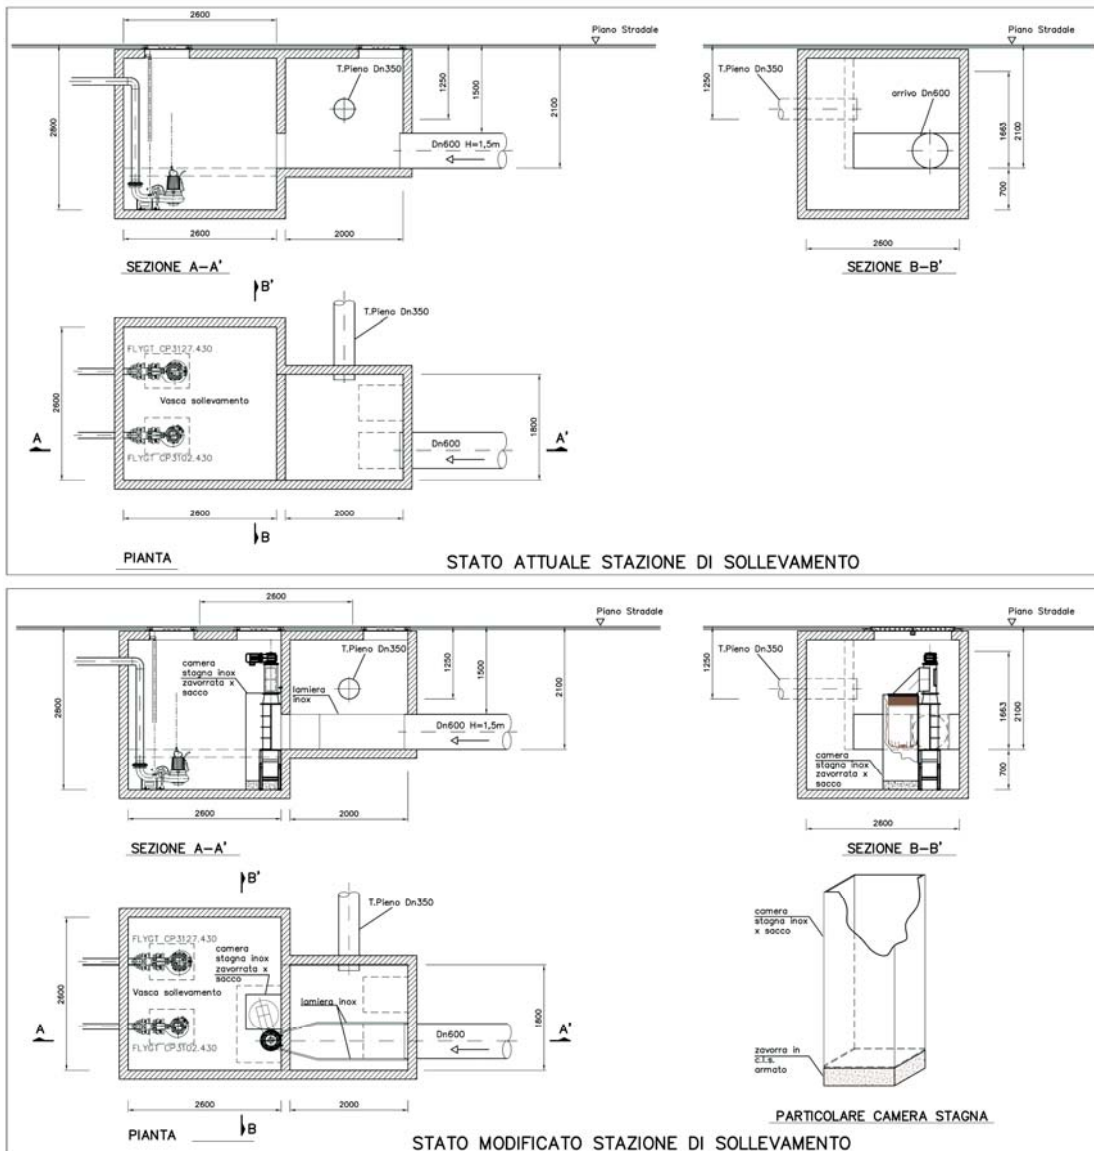 2600
Piano Stradale
T.Pieno Dn350
1250
1500
2100
2800
Dn600 H=1,5m
2600
2000
SEZIONE A-A'
Piano Stradale
1250
T.Pieno Dn350
arrivo Dn600
1663
2100
700
2600
SEZIONE B-B'
B'
T.Pieno Dn350
FLYGT CP3127.430
2600
Vasca sollevamento
A
A'
Dn600
1800
FLYGT CP3102.430
2600
2000
B
PIANTA
STATO ATTUALE STAZIONE DI SOLLEVAMENTO
2600
Piano Stradale
T.Pieno Dn350
camera
stagna inox
zavorrata x
sacco
lamiera
inox
1250
1500
2100
2800
Dn600 H=1,5m
2600
2000
SEZIONE A-A'
Piano Stradale
1250
T.Pieno Dn350
camera
stagna inox
zavorrata x
sacco
1663
2100
700
2600
SEZIONE B-B'
B'
T.Pieno Dn350
FLYGT CP3127.430
camera
stagna inox
zavorrata x
sacco
2600
Vasca sollevamento
lamiera inox
A
A'
Dn600
1800
FLYGT CP3102.430
2600
2000
B
PIANTA
camera
stagna inox
x sacco
zavorra in
c.l.s.
armato
PARTICOLARE CAMERA STAGNA
STATO MODIFICATO STAZIONE DI SOLLEVAMENTO